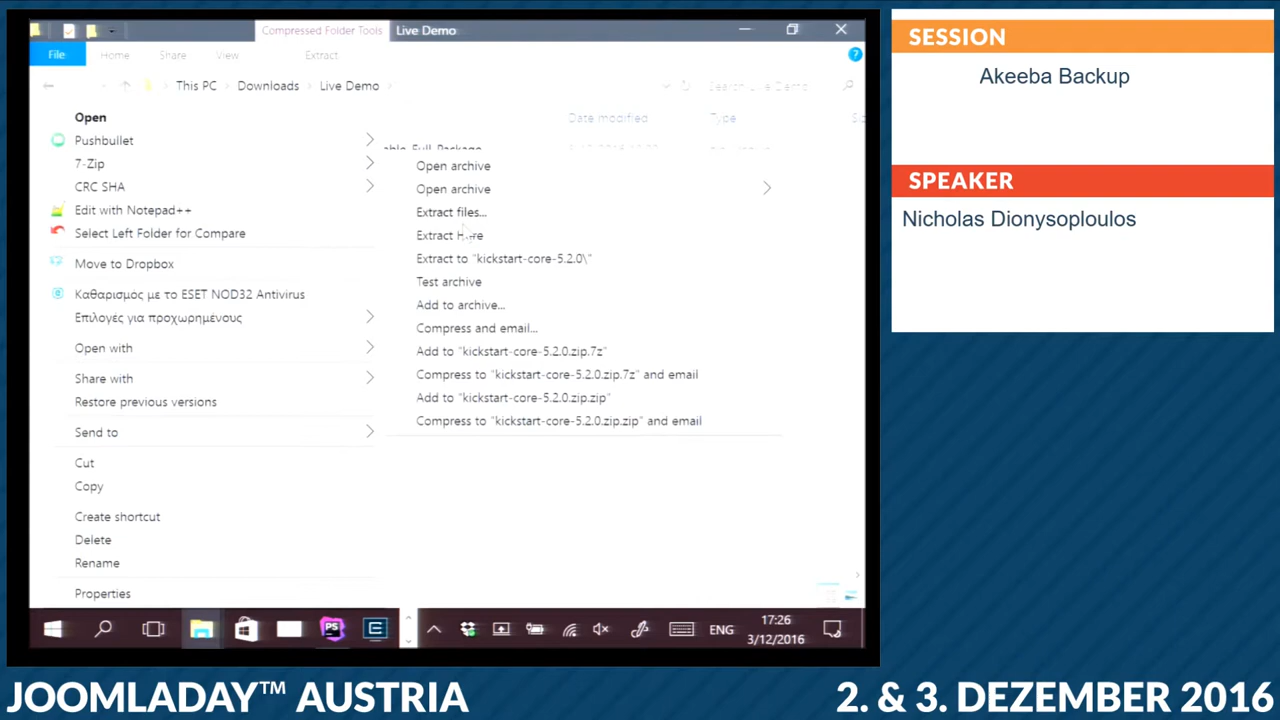 Compressed Folder Tools
Live Demo
File
Home
Share
View
Extract
This PC
Downloads
Live Demo
Search Live Demo
Date modified
Type
Open
Pushbullet
7-Zip
CRC SHA
Edit with Notepad++
Select Left Folder for Compare
Move to Dropbox
Καθαρισμός με το ESET NOD32 Antivirus
Επιλογές για προχωρημένους
Open with
Share with
Restore previous versions
Send to
Cut
Copy
Create shortcut
Delete
Rename
Properties
Open archive
Open archive
Extract files...
Extract Here
Extract to "kickstart-core-5.2.0\"
Test archive
Add to archive...
Compress and email...
Add to "kickstart-core-5.2.0.zip.7z"
Compress to "kickstart-core-5.2.0.zip.7z" and email
Add to "kickstart-core-5.2.0.zip.zip"
Compress to "kickstart-core-5.2.0.zip.zip" and email
PS
ENG
17:26
3/12/2016
SESSION
Akeeba Backup
SPEAKER
Nicholas Dionysoploulos
JOOMLADAY™ AUSTRIA
2. & 3. DEZEMBER 2016